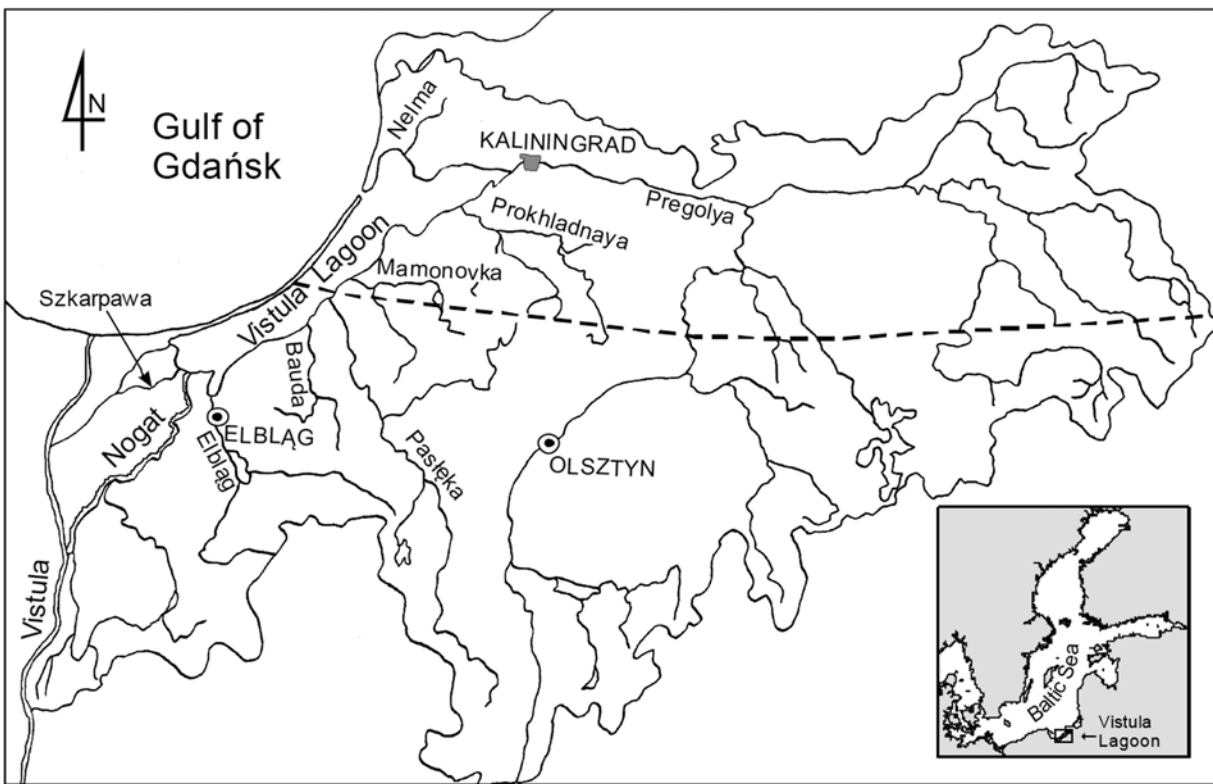 N
Gulf of
Gdańsk
Nelma
KALININGRAD
Pregolya
Prokhladnaya
Vistula Lagoon
Mamonovka
Szkarpawa
Bauda
Nogat
ELBLĄG
Elbląg
Pasłęka
OLSZTYN
Vistula
Baltic Sea
Vistula
Lagoon